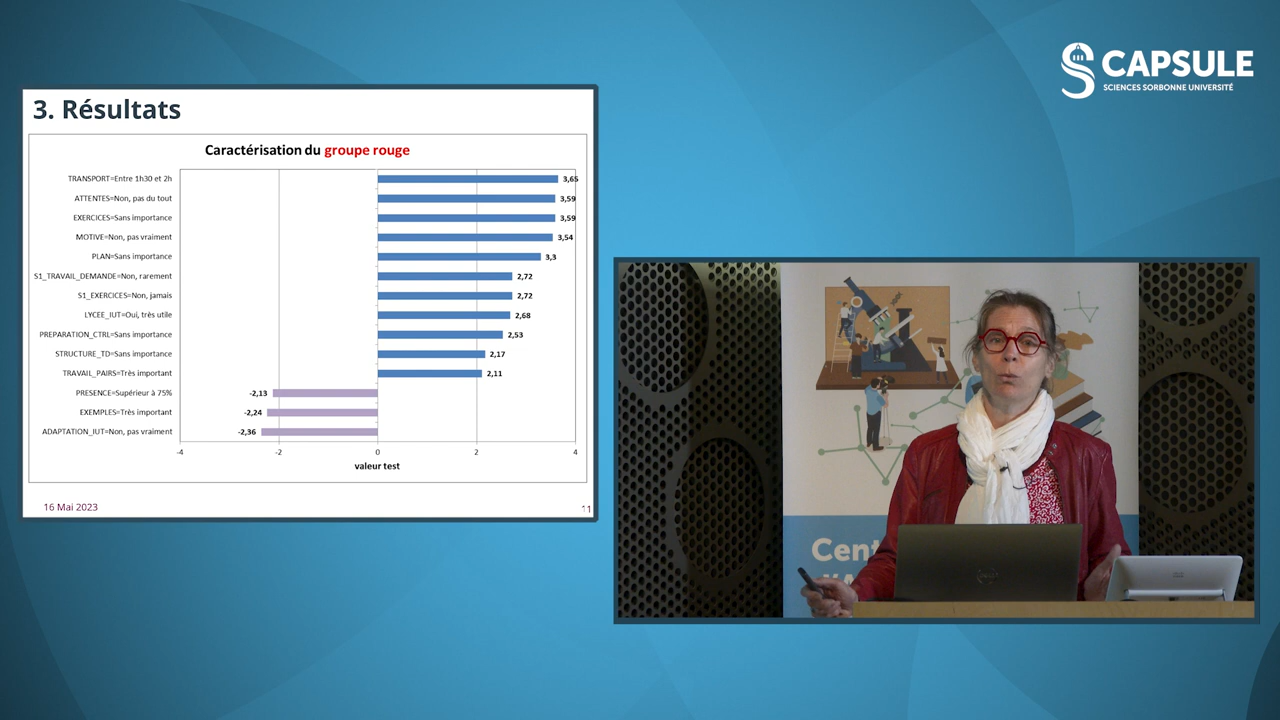 CAPSULE
SCIENCES SORBONNE UNIVERSITÉ
3. Résultats
Caractérisation du groupe rouge
TRANSPORT=Entre 1h30 et 2h 3,65
ATTENTES=Non, pas du tout 3,59
EXERCICES=Sans importance 3,59
MOTIVE=Non, pas vraiment 3,54
PLAN=Sans importance 3,3
S1_TRAVAIL_DEMANDE=Non, rarement 2,72
S1_EXERCICES=Non, jamais 2,72
LYCEE_IUT=Oui, très utile 2,68
PREPARATION_CTRL=Sans importance 2,53
STRUCTURE_TD=Sans importance 2,17
TRAVAIL_PAIRS=Très important 2,11
PRESENCE=Supérieur à 75% -2,13
EXEMPLES=Très important -2,24
ADAPTATION_IUT=Non, pas vraiment -2,36
-4 -2 0 2 4
valeur test
16 Mai 2023 11
Cent